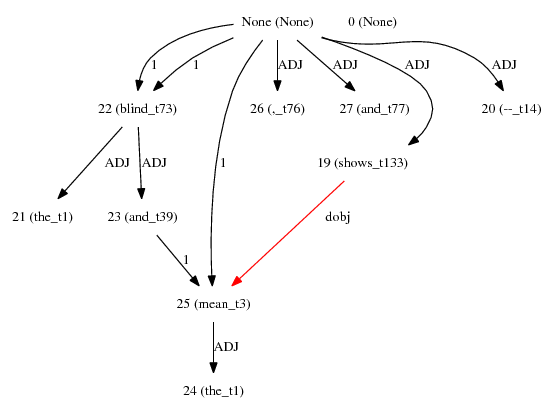 None (None) 0 (None)
1 1 ADJ ADJ ADJ ADJ
22 (blind_t73) 26 (,_t76) 27 (and_t77) 20 (--_t14)
ADJ ADJ 1 19 (shows_t133)
21 (the_t1) 23 (and_t39) dobj
1
25 (mean_t3)
ADJ
24 (the_t1)